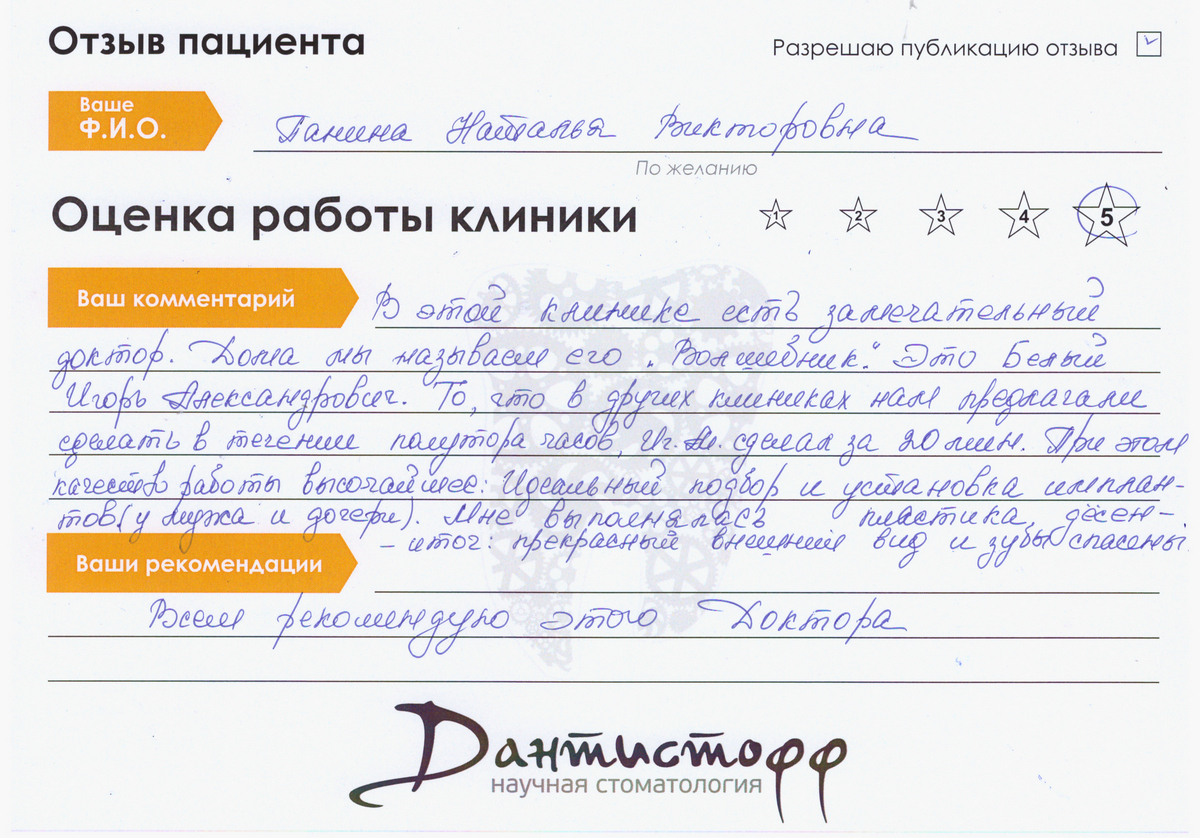 Отзыв пациента
Разрешаю публикацию отзыва
Ваше
Ф.И.О.
Панина Наталья Викторовна
По желанию
Оценка работы клиники
1 2 3 4 5
Ваш комментарий
В этой клинике есть замечательный
доктор. Дома мы называем его "Волшебник". Это Белый
Игорь Александрович. То, что в других клиниках нам предлагали
сделать в течении полутора часов, Иг. Ал. сделал за 20 мин. При этом
качество работы высочайшее: Идеальный подбор и установка имплан-
тов (у мужа и дочери). Мне выполнялась пластика дёсен -
- итог: прекрасный внешний вид и зубы спасены
Ваши рекомендации
Всем рекомендую этого Доктора
Дантистофф
научная стоматология